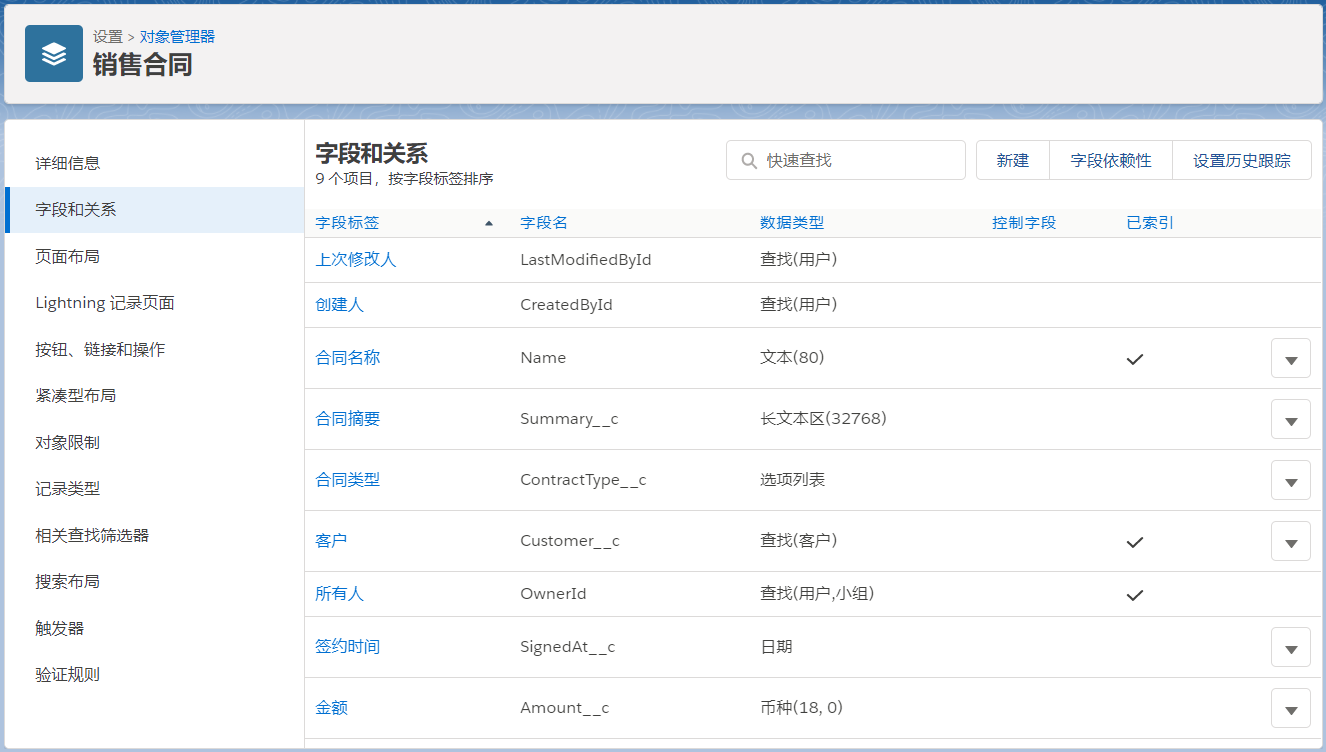 设置 > 对象管理器
销售合同
详细信息
字段和关系
页面布局
Lightning 记录页面
按钮、链接和操作
紧凑型布局
对象限制
记录类型
相关查找筛选器
搜索布局
触发器
验证规则
字段和关系
9 个项目，按字段标签排序
快速查找
新建 字段依赖性 设置历史跟踪
字段标签 字段名 数据类型 控制字段 已索引
上次修改人 LastModifiedById 查找(用户)
创建人 CreatedById 查找(用户)
合同名称 Name 文本(80)
合同摘要 Summary__c 长文本区(32768)
合同类型 ContractType__c 选项列表
客户 Customer__c 查找(客户)
所有人 OwnerId 查找(用户,小组)
签约时间 SignedAt__c 日期
金额 Amount__c 币种(18, 0)